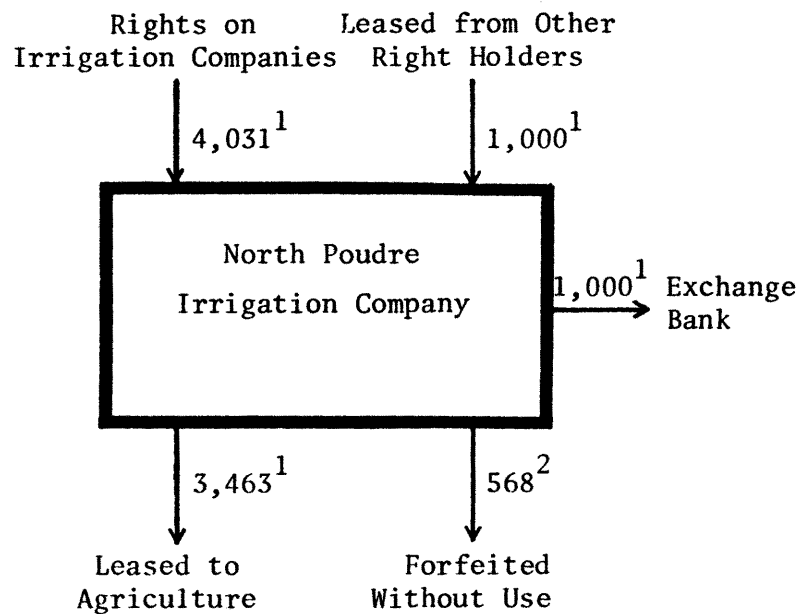 Rights on
Irrigation Companies
Leased from Other
Right Holders
4,031¹
1,000¹
North Poudre
Irrigation Company
1,000¹
Exchange
Bank
3,463¹
568²
Leased to
Agriculture
Forfeited
Without Use